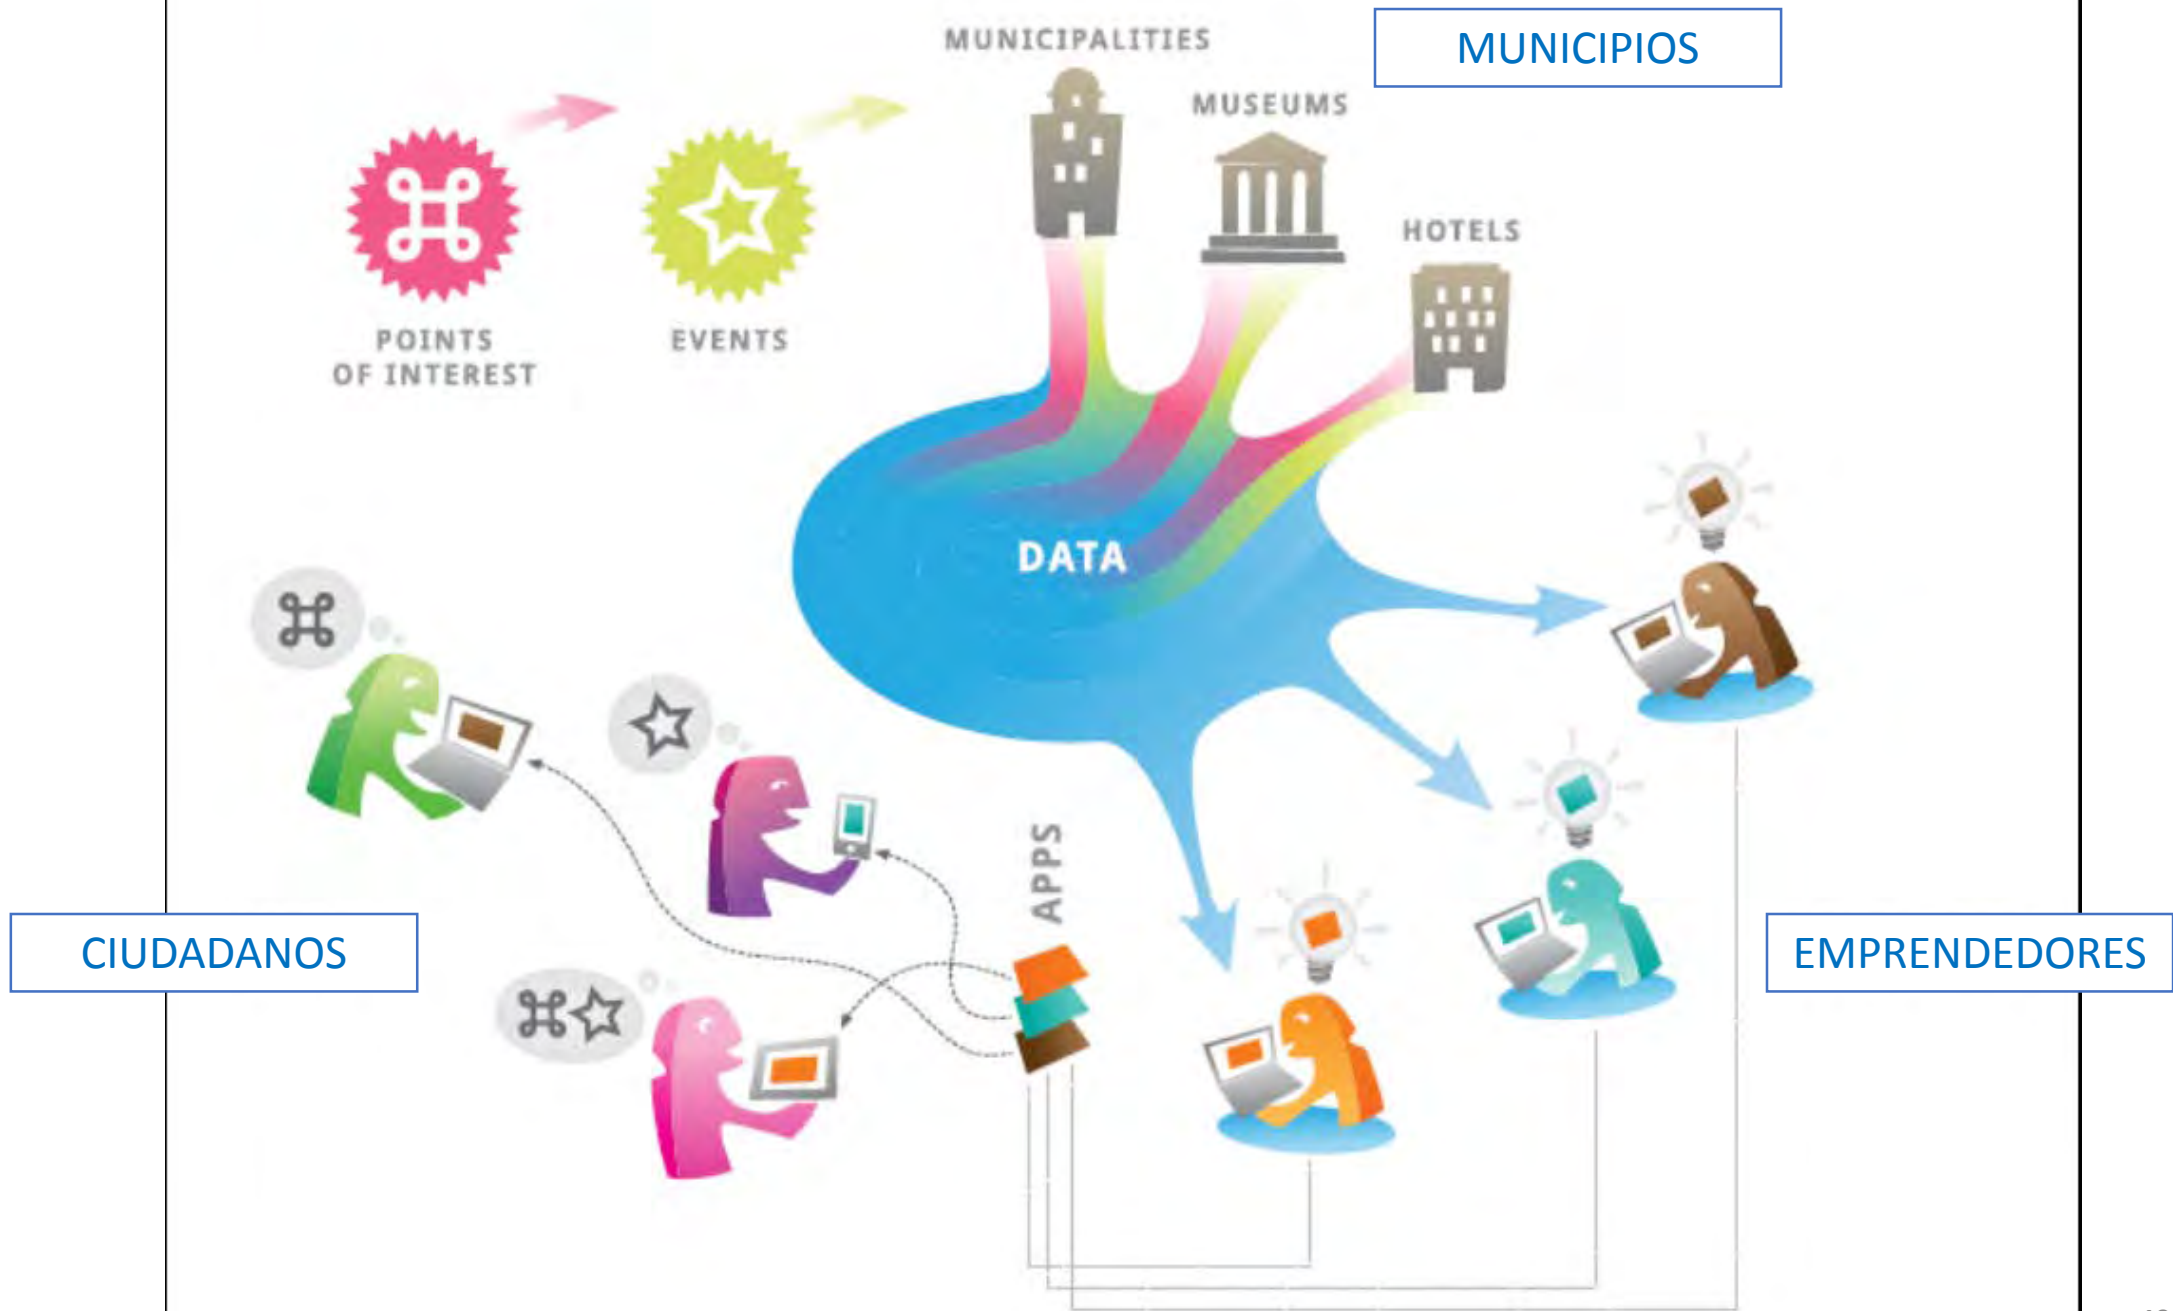 MUNICIPALITIES
MUNICIPIOS
MUSEUMS
HOTELS
POINTS
OF INTEREST
EVENTS
DATA
APPS
CIUDADANOS
EMPRENDEDORES